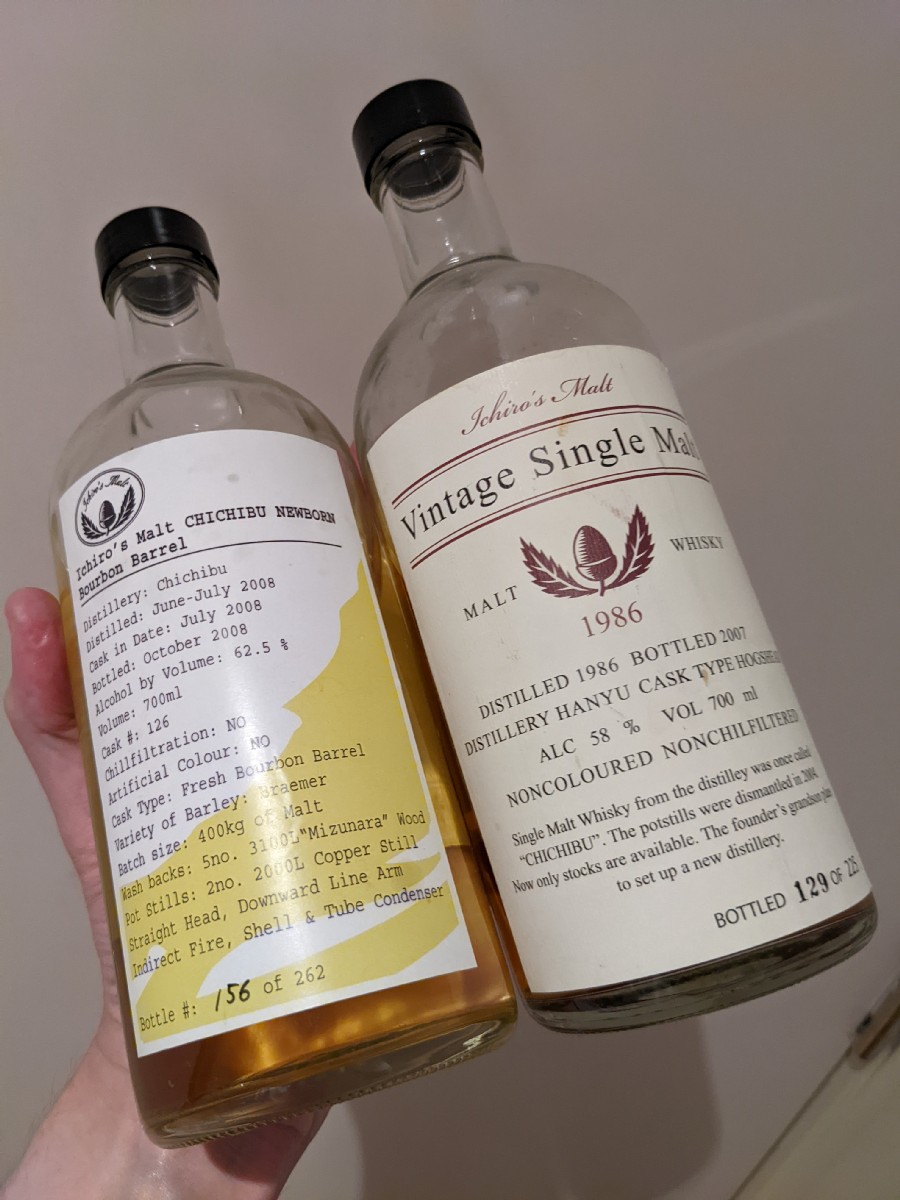 Ichiro's Malt
Ichiro's Malt CHICHIBU NEWBORN
Bourbon Barrel
Distillery: Chichibu
Distilled: June-July 2008
Cask in Date: July 2008
Bottled: October 2008
Alcohol by Volume: 62.5 %
Volume: 700ml
Cask #: 126
Chillfiltration: NO
Artificial Colour: NO
Cask Type: Fresh Bourbon Barrel
Variety of Barley: Braemer
Batch size: 400kg of Malt
Wash backs: 5no. 3100L"Mizunara" Wood
Pot Stills: 2no. 2000L Copper Still
Straight Head, Downward Line Arm
Indirect Fire, Shell & Tube Condenser
Bottle #: 156 of 262
Ichiro's Malt
Vintage Single Malt
MALT WHISKY
1986
DISTILLED 1986 BOTTLED 2007
DISTILLERY HANYU CASK TYPE
ALC 58 % VOL 700 ml
NONCOLOURED NONCHILFILTERED
Single Malt Whisky from the distilley was once called
"CHICHIBU". The potstills were dismantled in 2004.
Now only stocks are available. The founder's grandson
to set up a new distillery.
BOTTLED 129 OF